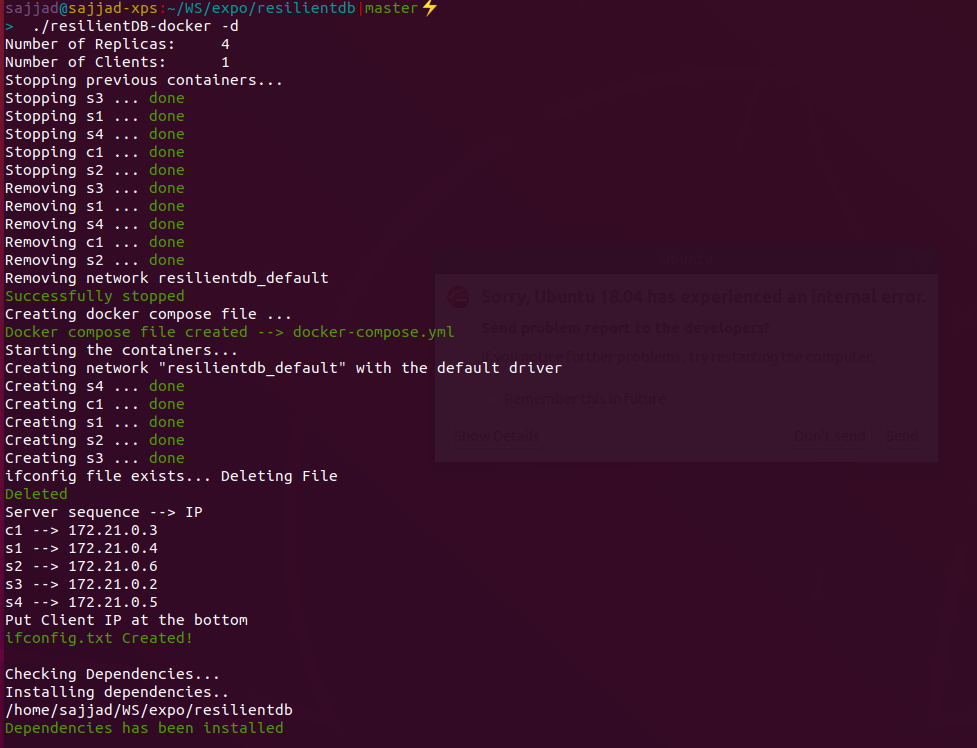 sajjad@sajjad-xps:~/WS/expo/resilientdb|master⚡
> ./resilientDB-docker -d
Number of Replicas: 4
Number of Clients: 1
Stopping previous containers...
Stopping s3 ... done
Stopping s1 ... done
Stopping s4 ... done
Stopping c1 ... done
Stopping s2 ... done
Removing s3 ... done
Removing s1 ... done
Removing s4 ... done
Removing c1 ... done
Removing s2 ... done
Removing network resilientdb_default
Successfully stopped
Creating docker compose file ...
Docker compose file created --> docker-compose.yml
Starting the containers...
Creating network "resilientdb_default" with the default driver
Creating s4 ... done
Creating c1 ... done
Creating s1 ... done
Creating s2 ... done
Creating s3 ... done
ifconfig file exists... Deleting File
Deleted
Server sequence --> IP
c1 --> 172.21.0.3
s1 --> 172.21.0.4
s2 --> 172.21.0.6
s3 --> 172.21.0.2
s4 --> 172.21.0.5
Put Client IP at the bottom
ifconfig.txt Created!
Checking Dependencies...
Installing dependencies..
/home/sajjad/WS/expo/resilientdb
Dependencies has been installed
Sorry, Ubuntu 18.04 has experienced an internal error.
Send problem report to the developers?
If you notice further problems, try restarting the computer.
Remember this in future
Show Details
Don't send
Send